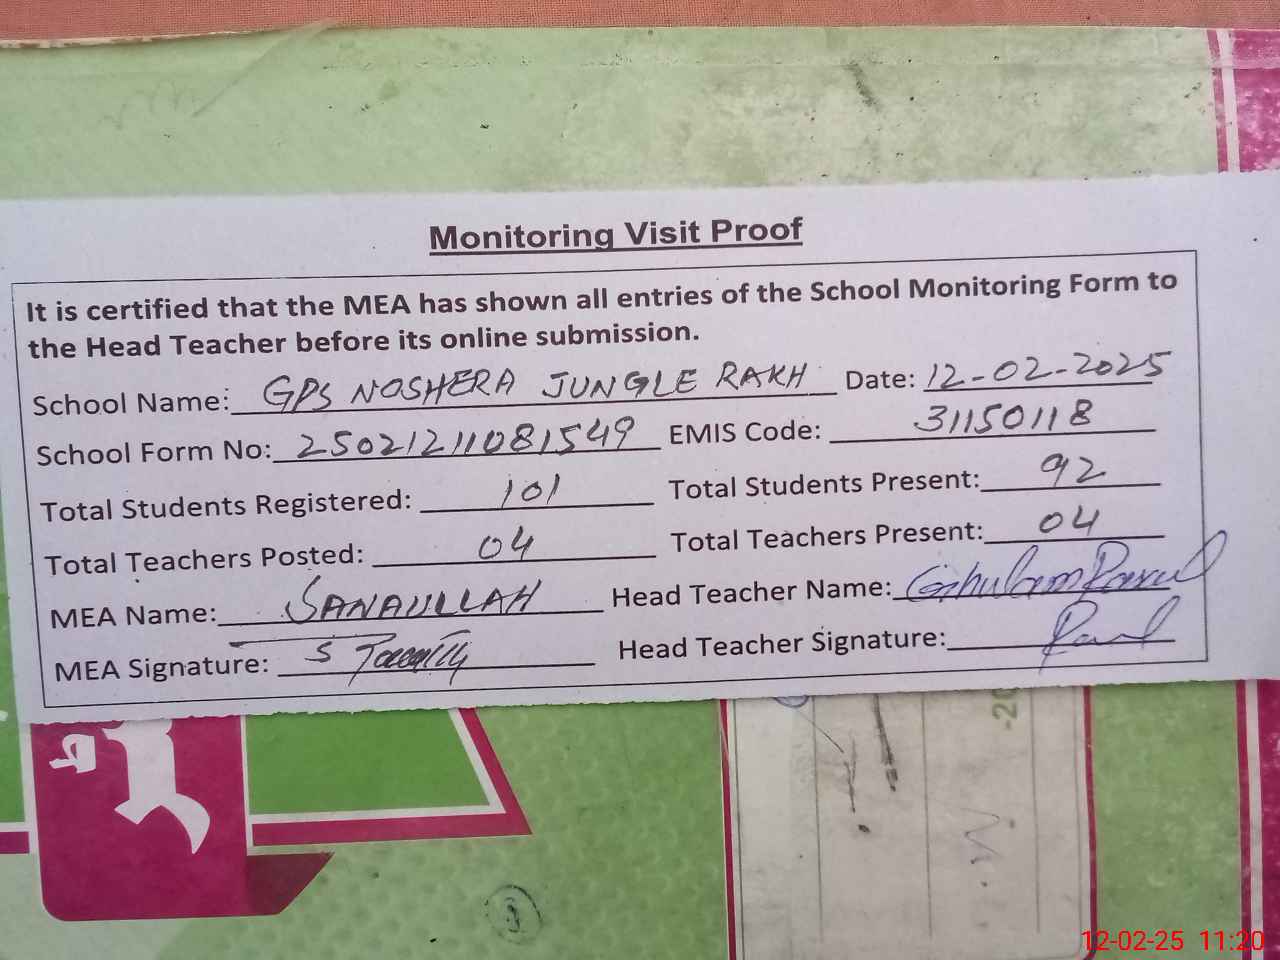 Monitoring Visit Proof
It is certified that the MEA has shown all entries of the School Monitoring Form to
the Head Teacher before its online submission.
School Name: GPS NOSHERA JUNGLE RAKH Date: 12-02-2025
School Form No: 25021211081549 EMIS Code: 31150118
Total Students Registered: 101 Total Students Present: 92
Total Teachers Posted: 04 Total Teachers Present: 04
MEA Name: SANAULLAH Head Teacher Name: Ghulam Rasul
MEA Signature: Head Teacher Signature:
12-02-25 11:20